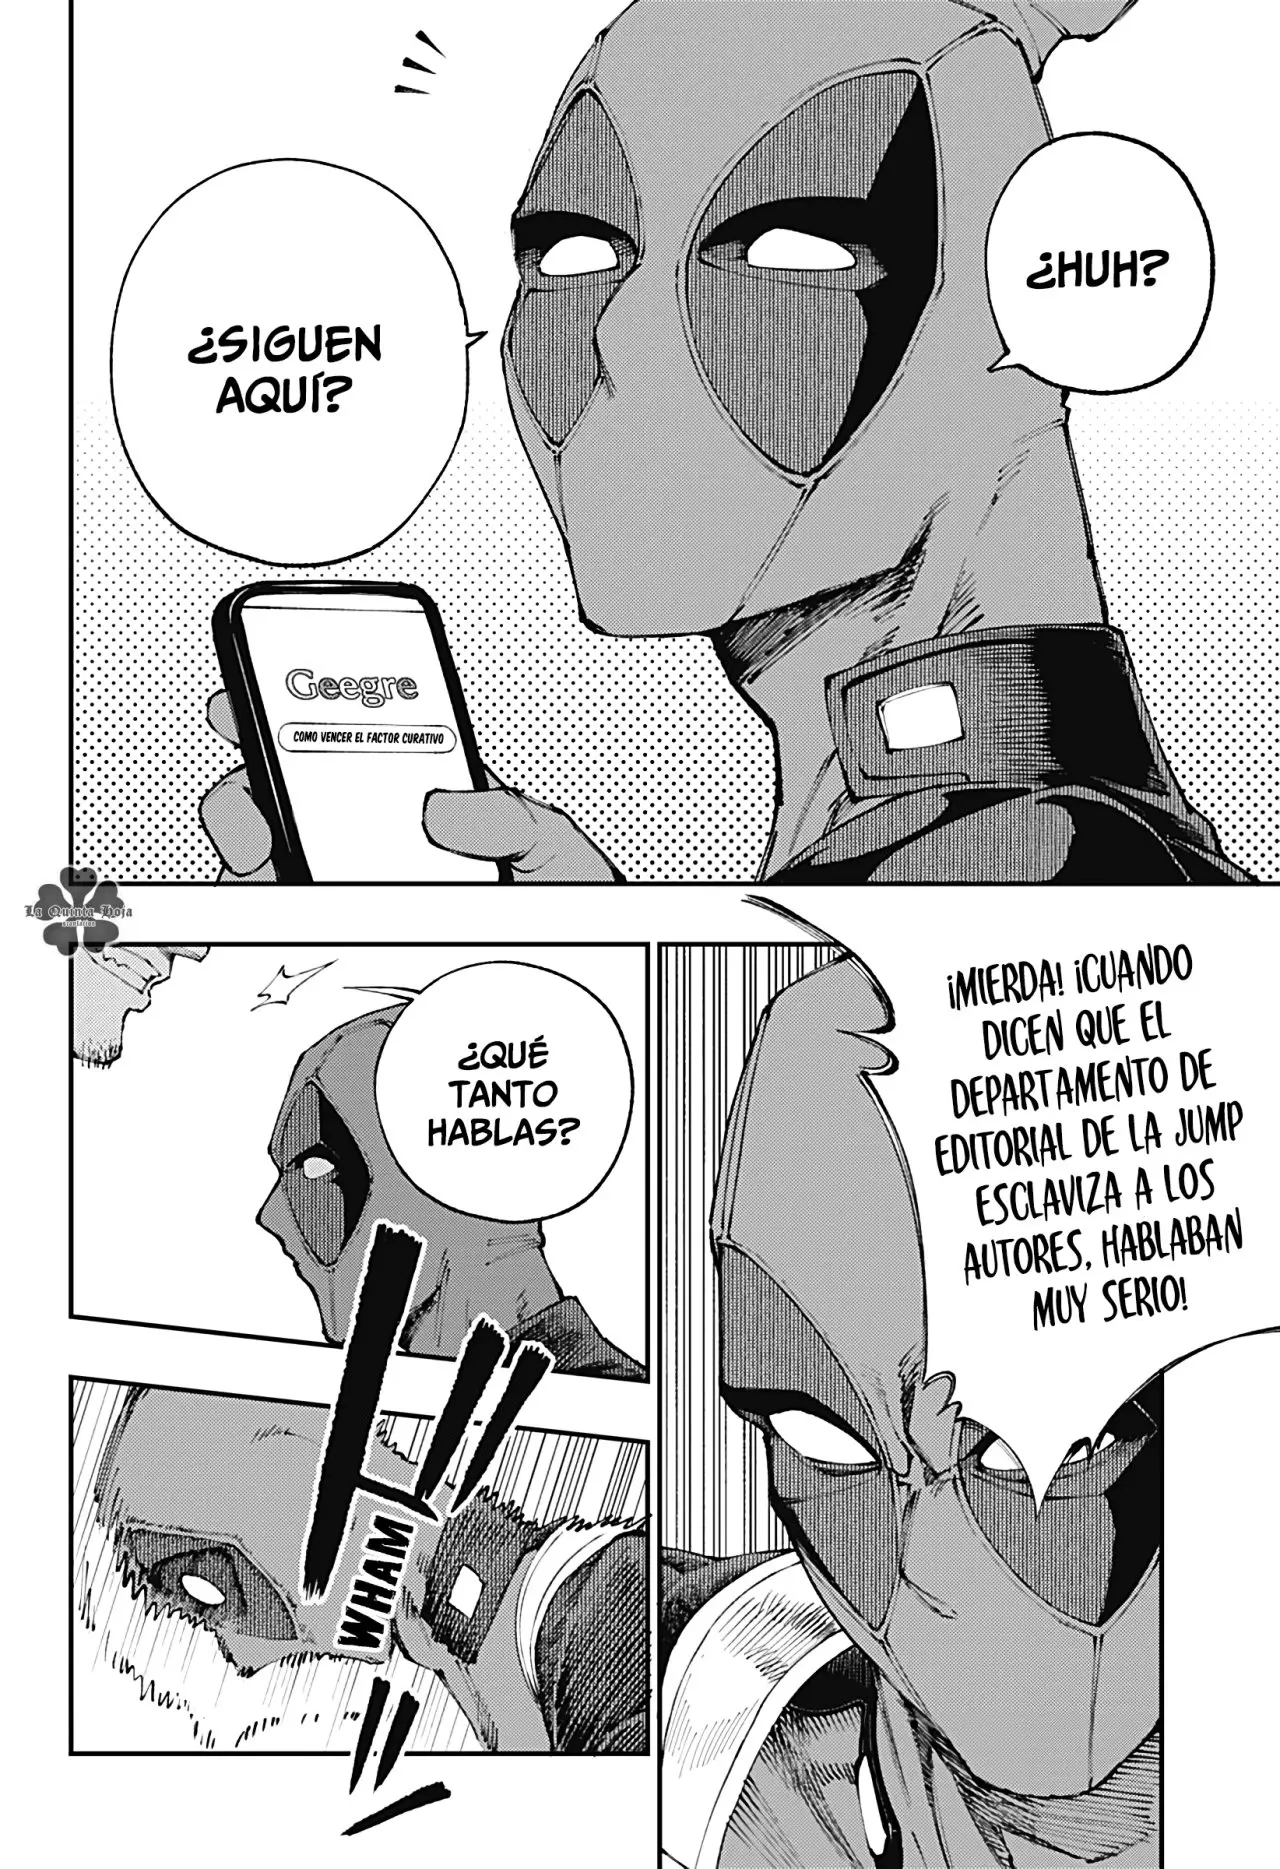 ¿HUH?
¿SIGUEN
AQUÍ?
Geegre
COMO VENCER EL FACTOR CURATIVO
La Quinta Hoja
¡MIERDA! ¡CUANDO
DICEN QUE EL
DEPARTAMENTO DE
EDITORIAL DE LA JUMP
ESCLAVIZA A LOS
AUTORES, HABLABAN
MUY SERIO!
¿QUÉ
TANTO
HABLAS?
WHAM